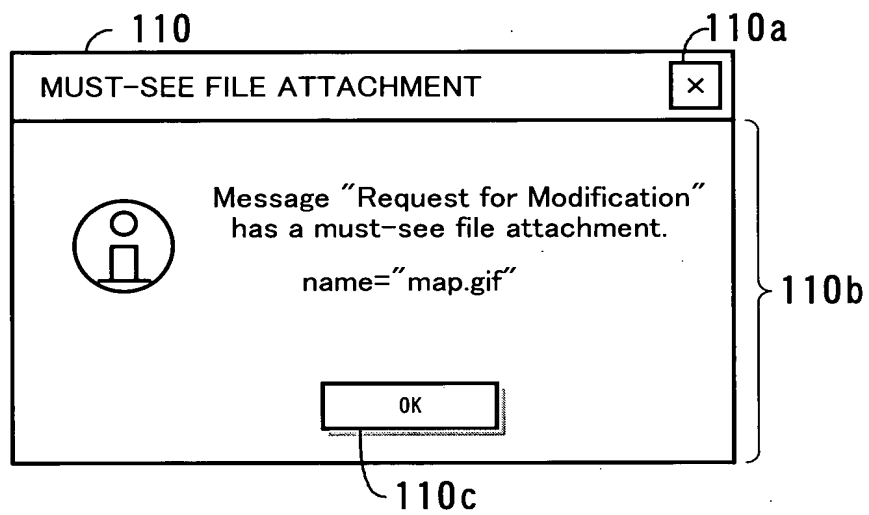 110
110a
MUST-SEE FILE ATTACHMENT ×
Message "Request for Modification"
has a must-see file attachment.
name="map.gif"
110b
OK
110c